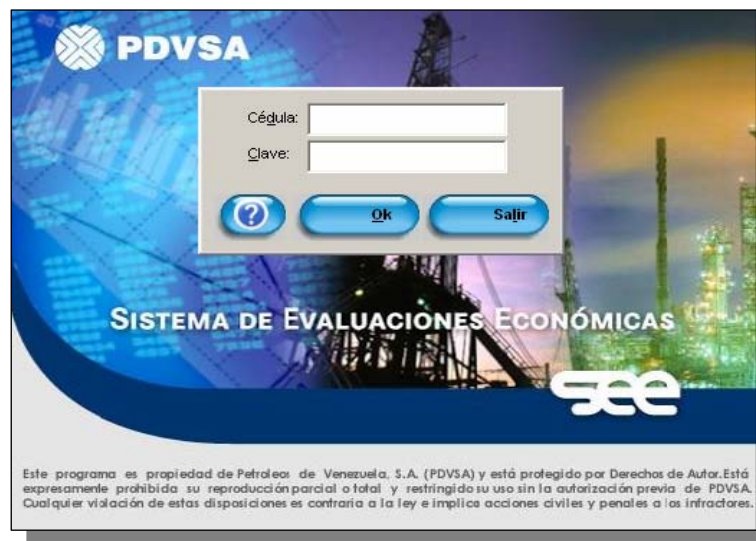 PDVSA
Cédula:
Clave:
?
Ok
Salir
SISTEMA DE EVALUACIONES ECONÓMICAS
see
Este programa es propiedad de Petroleos de Venezuela, S.A. (PDVSA) y está protegido por Derechos de Autor.Está
expresamente prohibida su reproducción parcial o total y restringido su uso sin la autorización previa de PDVSA.
Cualquier violación de estas disposiciones es contraria a la ley e implica acciones civiles y penales a los infractores.